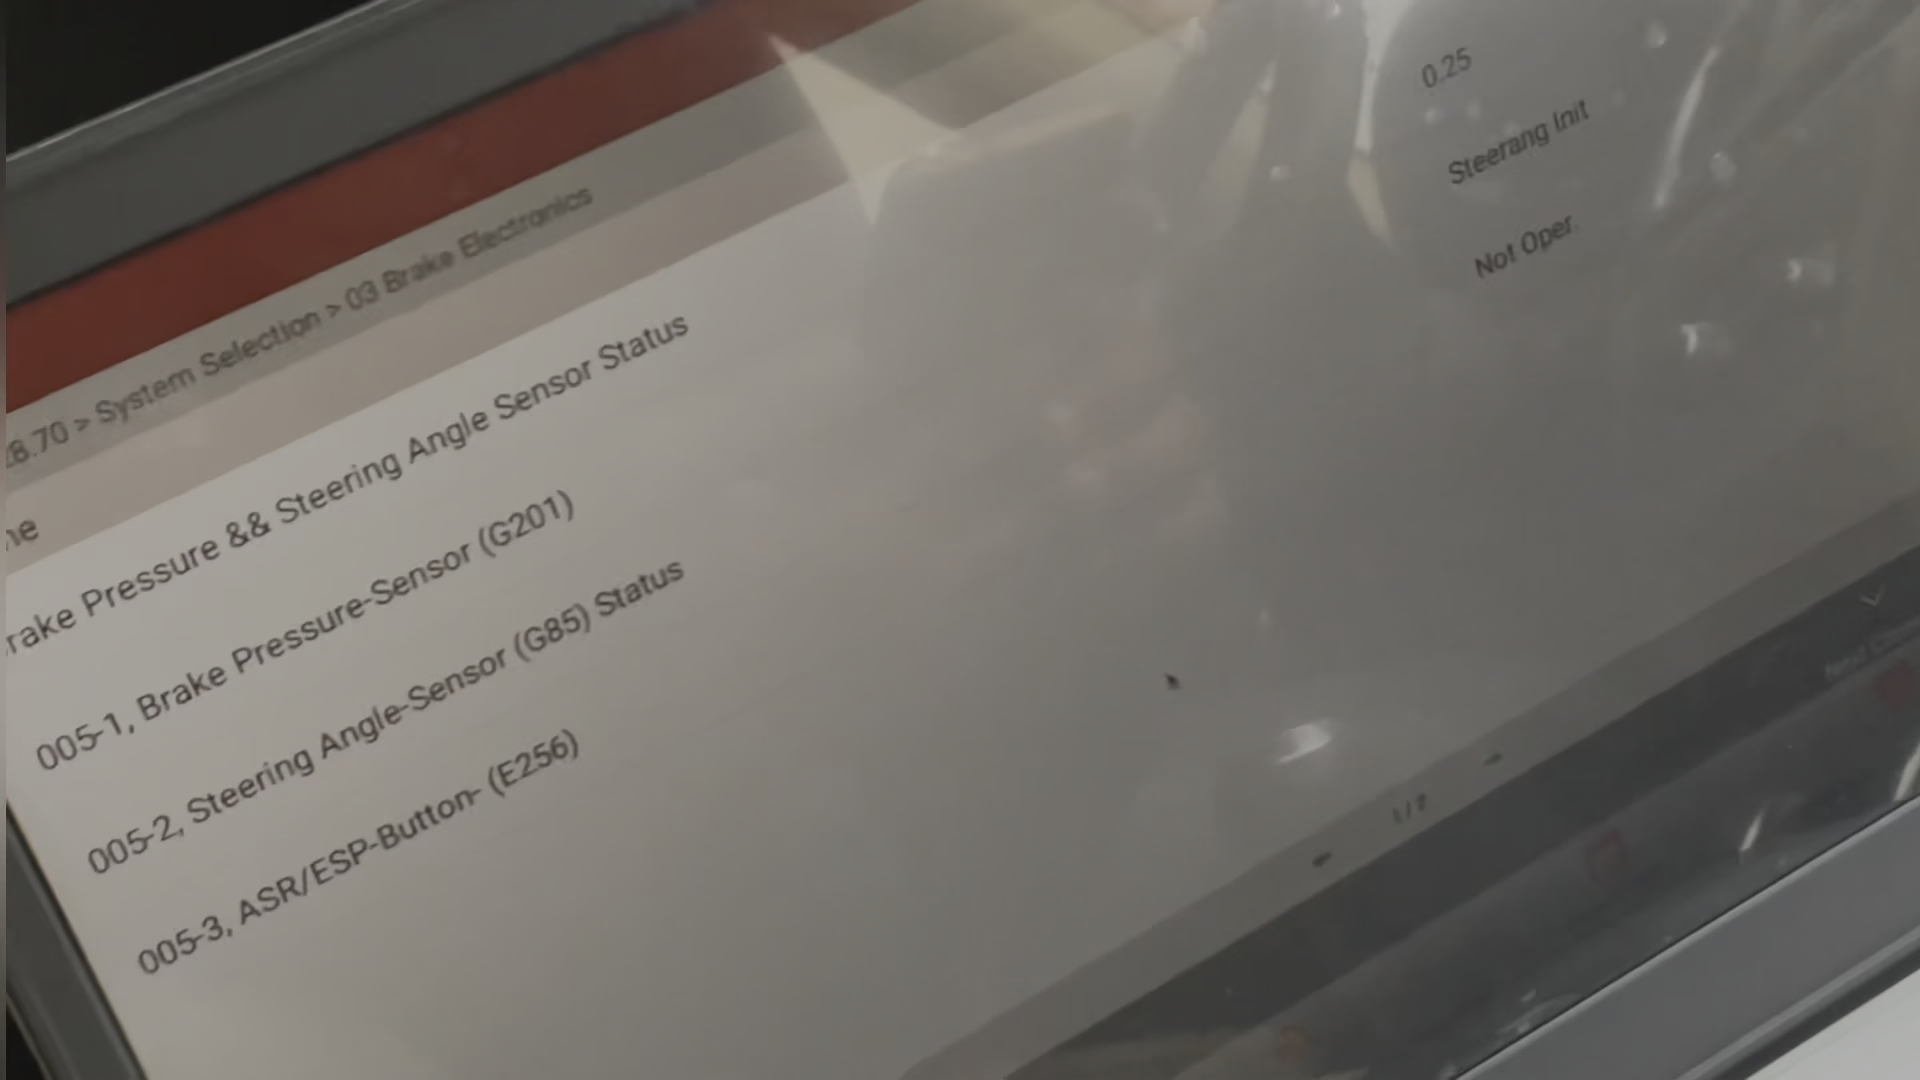 8.70 > System Selection > 03 Brake Electronics
ne
rake Pressure && Steering Angle Sensor Status
005-1, Brake Pressure-Sensor (G201)
0.25
005-2, Steering Angle-Sensor (G85) Status
Steerang Init
005-3, ASR/ESP-Button- (E256)
Not Oper.